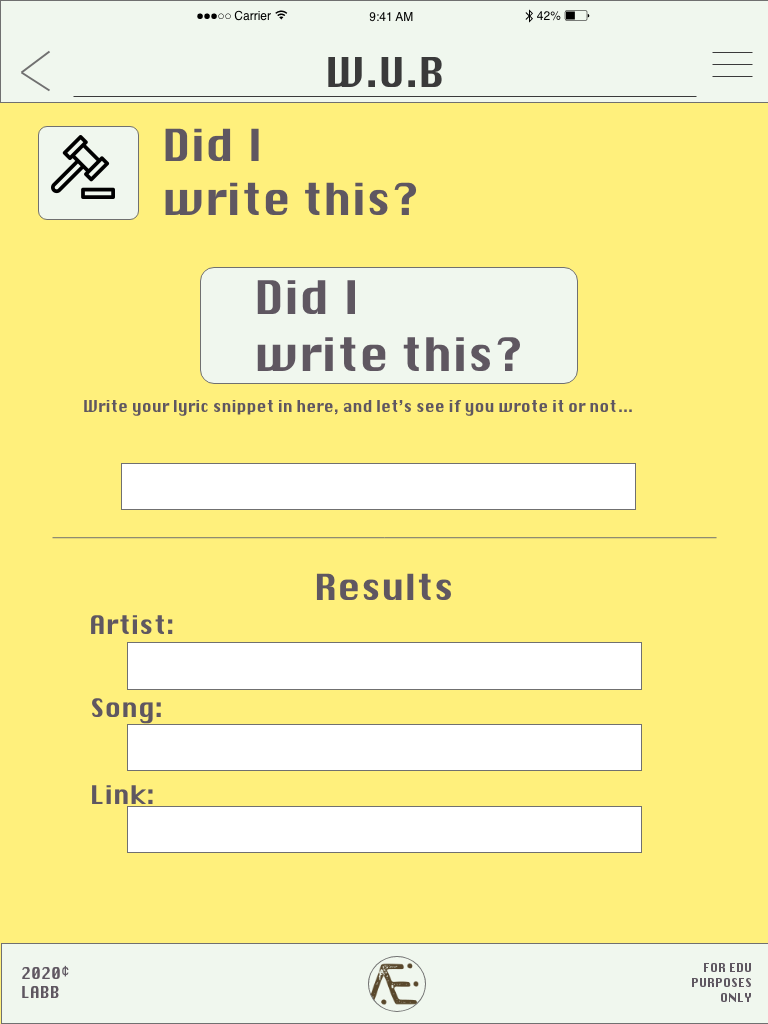 Carrier
9:41 AM
42%
W.U.B
Did I
write this?
Did I
write this?
Write your lyric snippet in here, and let's see if you wrote it or not...
Results
Artist:
Song:
Link:
2020¢
LABB
Æ
FOR EDU
PURPOSES
ONLY